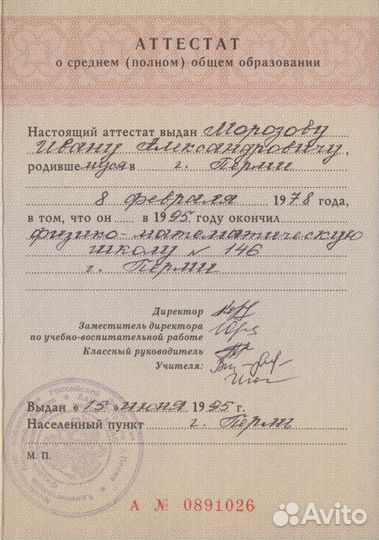 АТТЕСТАТ
о среднем (полном) общем образовании
Настоящий аттестат выдан Морозову
Ивану Александровичу,
родившемуся в г. Перми
8 февраля 1978 года,
в том, что он в 1995 году окончил
физико-математическую
школу № 146
г. Перми
Директор
Заместитель директора
по учебно-воспитательной работе
Классный руководитель
Учителя:
Выдан «15» июня 1995 г.
Населенный пункт г. Пермь
М. П.
А № 0891026
Avito